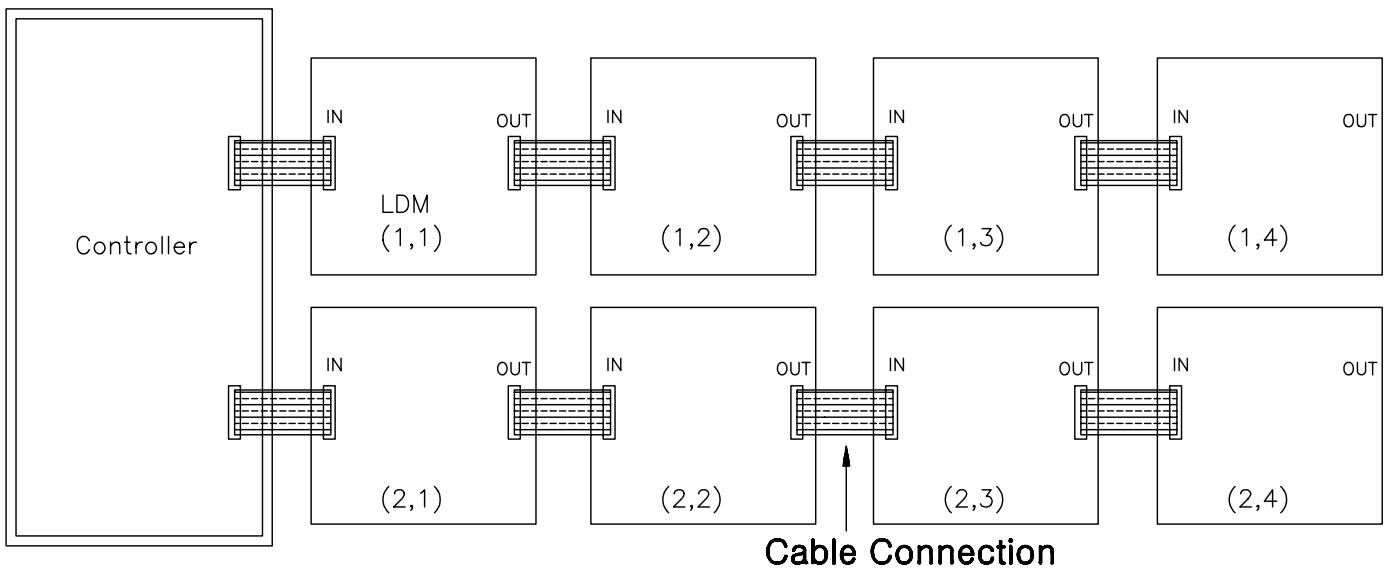 IN OUT IN OUT IN OUT IN OUT
LDM
Controller (1,1) (1,2) (1,3) (1,4)
IN OUT IN OUT IN OUT IN OUT
(2,1) (2,2) (2,3) (2,4)
Cable Connection